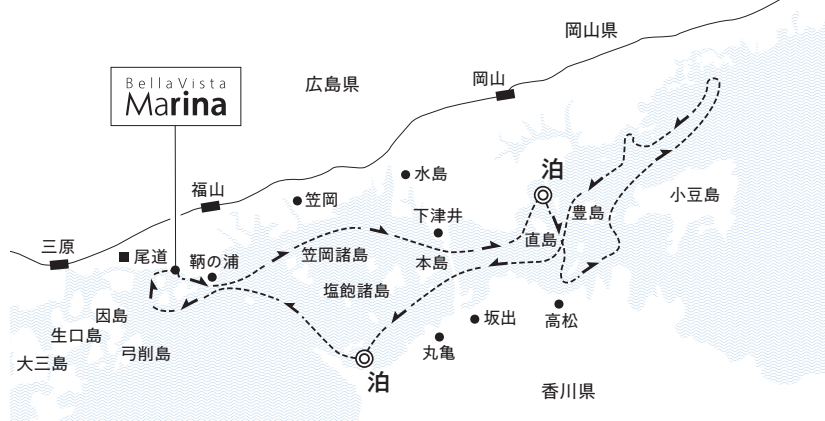 岡山県
広島県
岡山
BellaVista
Marina
水島
泊
福山
笠岡
小豆島
下津井
豊島
直島
三原
尾道
鞆の浦
笠岡諸島
本島
塩飽諸島
因島
坂出
高松
生口島
弓削島
丸亀
大三島
泊
香川県